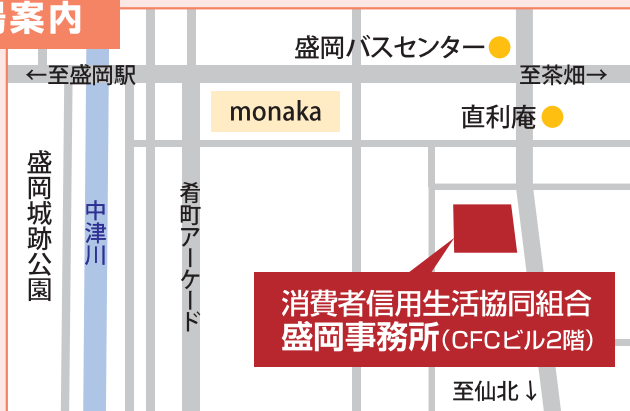 場案内
盛岡バスセンター
←至盛岡駅
至茶畑→
monaka
直利庵
盛岡城跡公園
中津川
肴町アーケード
消費者信用生活協同組合
盛岡事務所(CFCビル2階)
至仙北↓